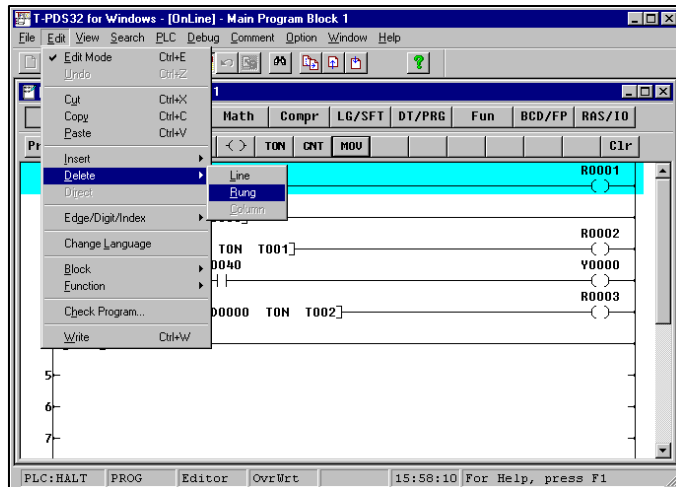 T-PDS32 for Windows - [OnLine] - Main Program Block 1
File Edit View Search PLC Debug Comment Option Window Help
Edit Mode Ctrl+E
Undo Ctrl+Z
Cut Ctrl+X
Copy Ctrl+C
Paste Ctrl+V
Insert
Delete
Direct
Edge/Digit/Index
Change Language
Block
Function
Check Program...
Write Ctrl+W
Line
Rung
Column
1
Math Compr LG/SFT DT/PRG Fun BCD/FP RAS/IO
TON CNT MOV Clr
R0001
R0002
TON T001]
0040 Y0000
R0003
D0000 TON T002]
5
6
7
PLC:HALT PROG Editor OvrWrt 15:58:10 For Help, press F1